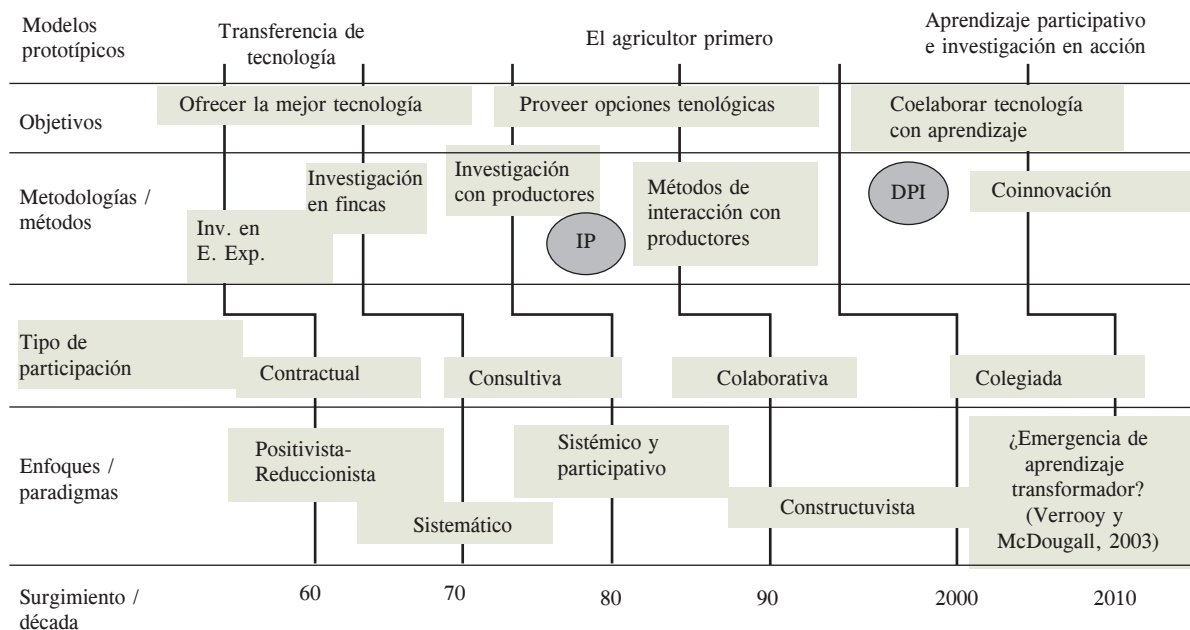 Modelos
prototípicos
Transferencia de
tecnología
El agricultor primero
Aprendizaje participativo
e investigación en acción
Objetivos
Ofrecer la mejor tecnología
Proveer opciones tenológicas
Coelaborar tecnología
con aprendizaje
Metodologías /
métodos
Inv. en
E. Exp.
Investigación
en fincas
Investigación
con productores
IP
Métodos de
interacción con
productores
DPI
Coinnovación
Tipo de
participación
Contractual
Consultiva
Colaborativa
Colegiada
Enfoques /
paradigmas
Positivista-
Reduccionista
Sistemático
Sistémico y
participativo
Constructuvista
¿Emergencia de
aprendizaje
transformador?
(Verrooy y
McDougall, 2003)
Surgimiento /
década
60
70
80
90
2000
2010